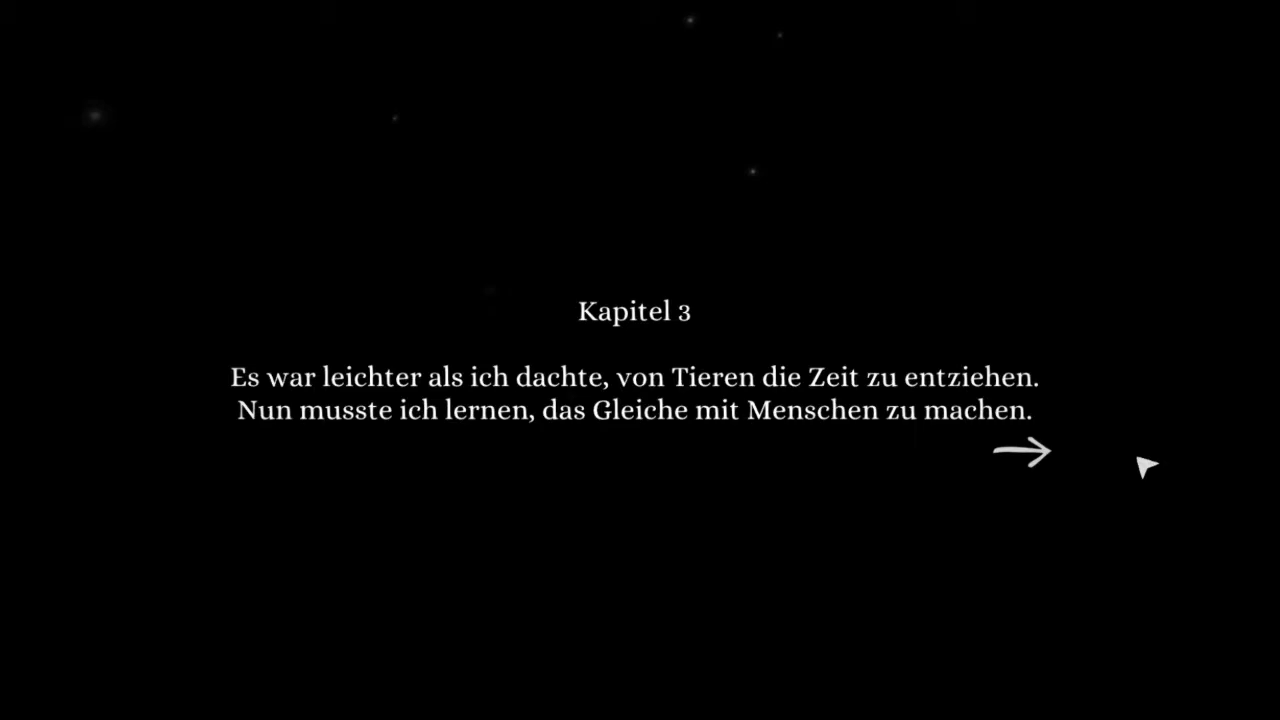 Kapitel 3
Es war leichter als ich dachte, von Tieren die Zeit zu entziehen.
Nun musste ich lernen, das Gleiche mit Menschen zu machen.